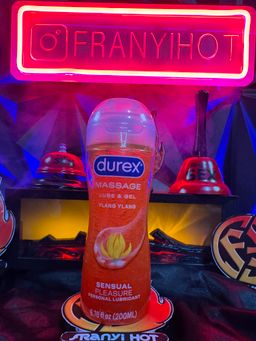 FRANYIHOT
durex
MASSAGE
LUBE & GEL
YLANG YLANG
SENSUAL
PLEASURE
PERSONAL LUBRICANT
6.76 fl oz (200ML)
FRANYI HOT